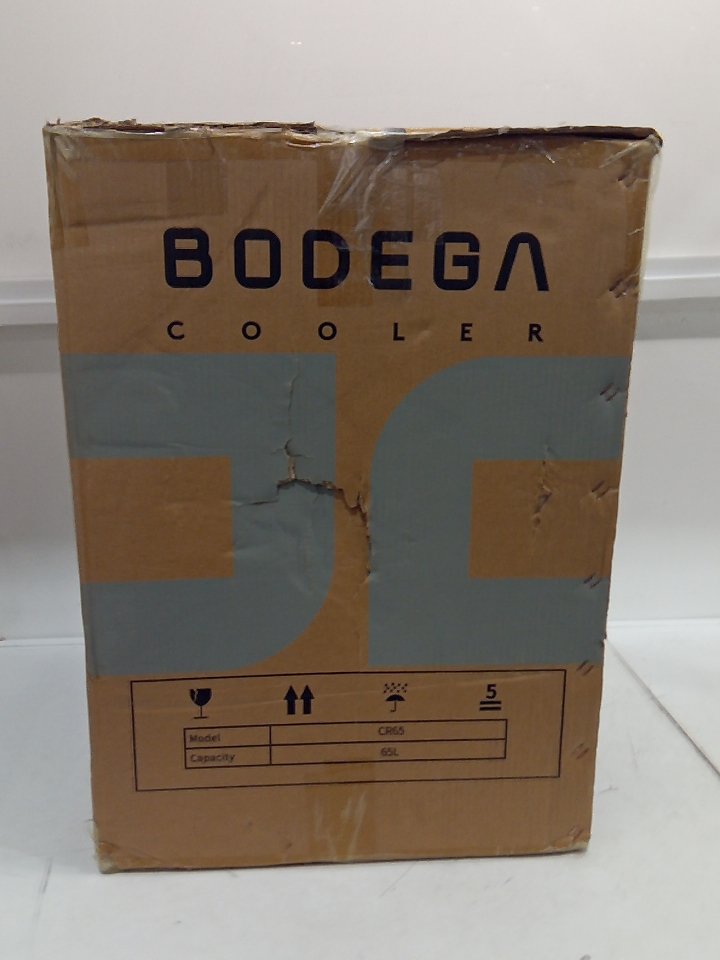 BODEGA
COOLER
5
Model CR65
Capacity 65L